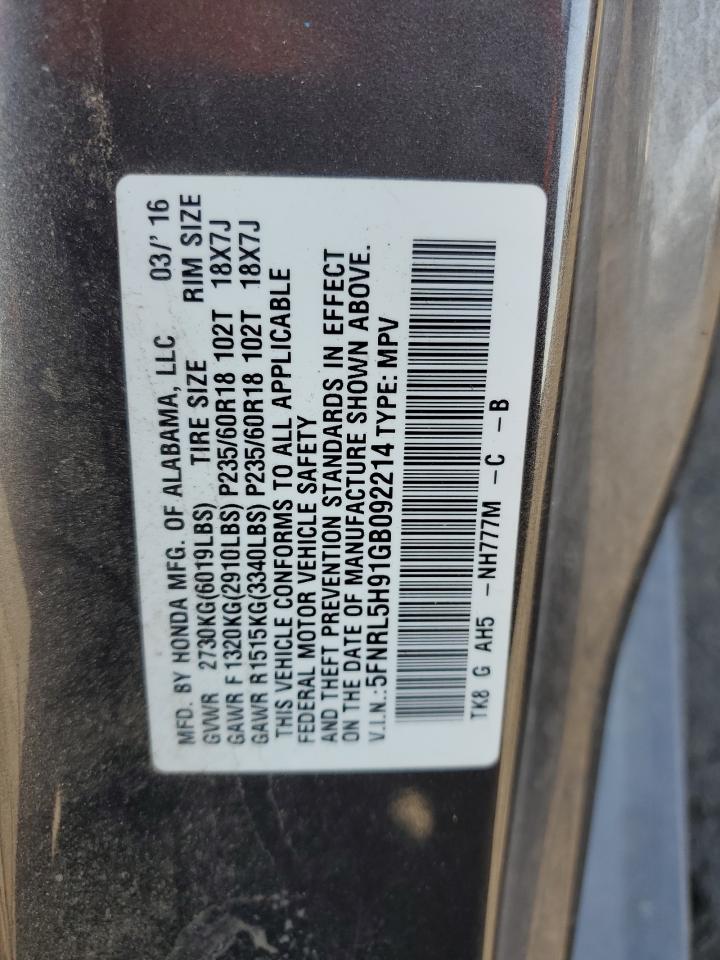 MFD. BY HONDA MFG. OF ALABAMA, LLC 03/' 16
GVWR 2730KG(6019LBS) TIRE SIZE RIM SIZE
GAWR F 1320KG(2910LBS) P235/60R18 102T 18X7J
GAWR R 1515KG(3340LBS) P235/60R18 102T 18X7J
THIS VEHICLE CONFORMS TO ALL APPLICABLE
FEDERAL MOTOR VEHICLE SAFETY
AND THEFT PREVENTION STANDARDS IN EFFECT
ON THE DATE OF MANUFACTURE SHOWN ABOVE.
V.I.N.:5FNRL5H91GB092214 TYPE: MPV
TK8 G AH5 -NH777M -C -B